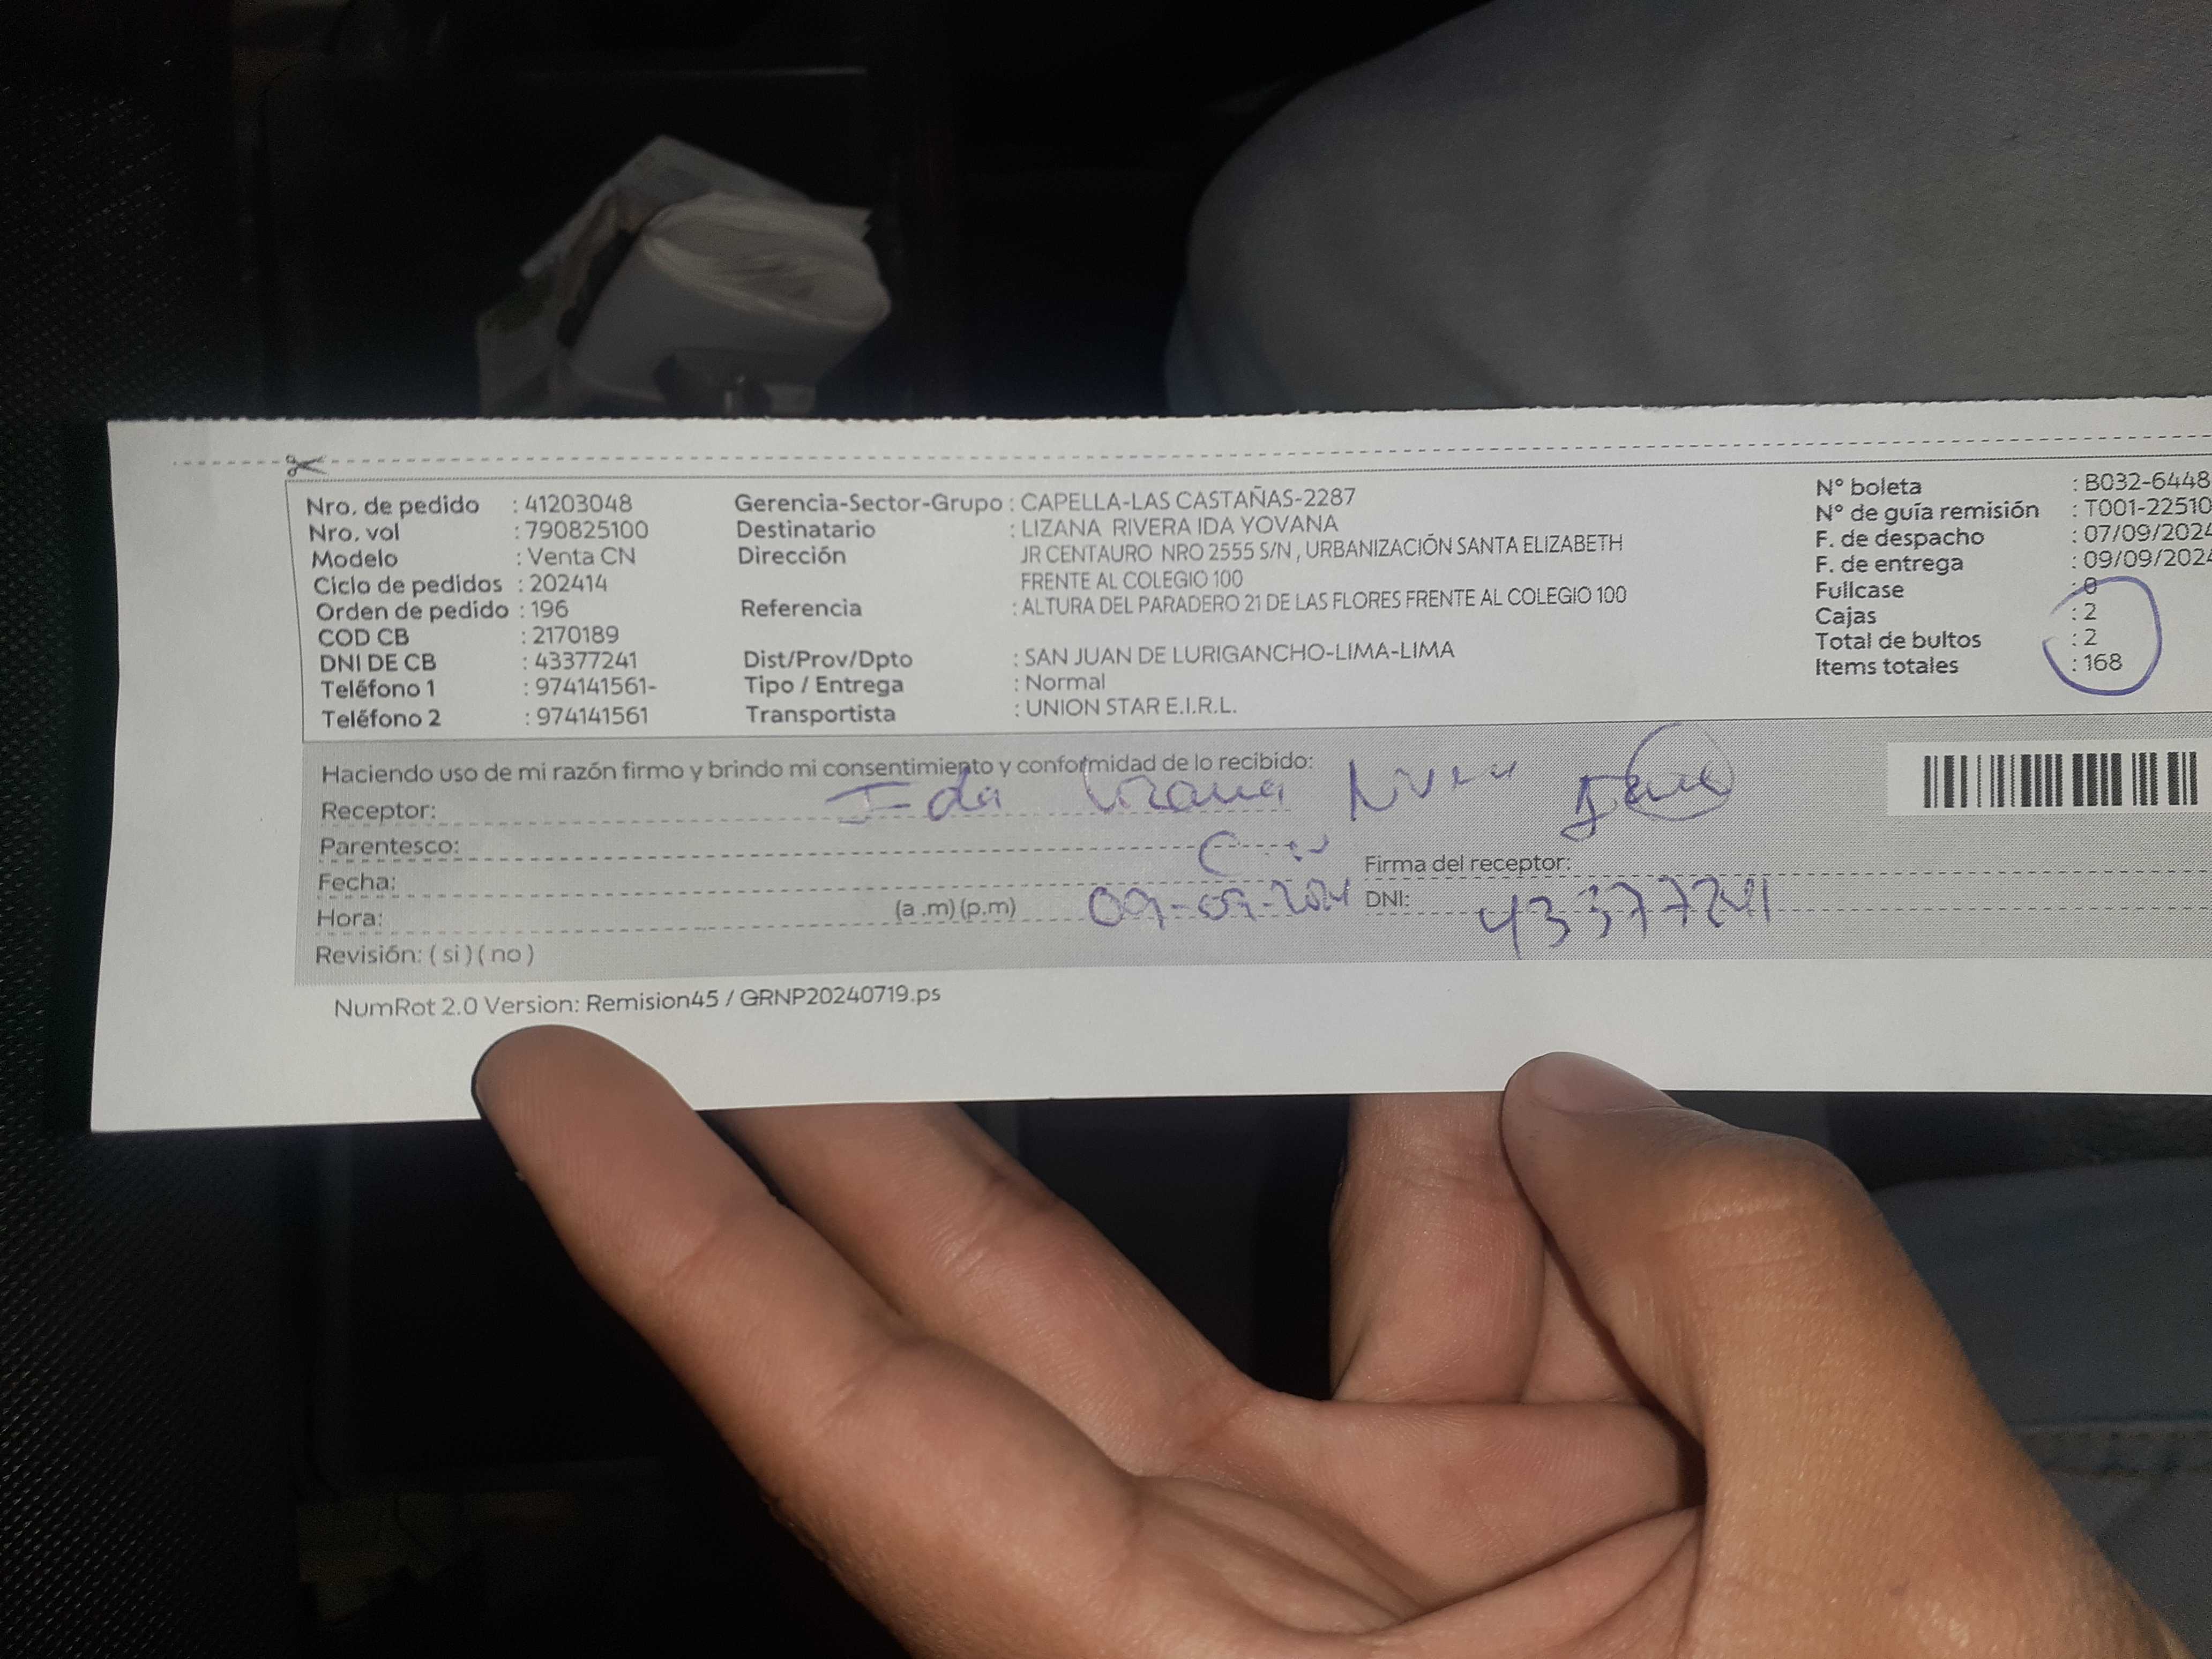 Nro. de pedido : 41203048
Nro. vol : 790825100
Modelo : Venta CN
Ciclo de pedidos : 202414
Orden de pedido : 196
COD CB : 2170189
DNI DE CB : 43377241
Teléfono 1 : 974141561-
Teléfono 2 : 974141561
Gerencia-Sector-Grupo : CAPELLA-LAS CASTAÑAS-2287
Destinatario : LIZANA RIVERA IDA YOVANA
Dirección JR CENTAURO NRO 2555 S/N , URBANIZACIÓN SANTA ELIZABETH
FRENTE AL COLEGIO 100
Referencia : ALTURA DEL PARADERO 21 DE LAS FLORES FRENTE AL COLEGIO 100
Dist/Prov/Dpto : SAN JUAN DE LURIGANCHO-LIMA-LIMA
Tipo / Entrega : Normal
Transportista : UNION STAR E.I.R.L.
N° boleta : B032-6448
N° de guía remisión : T001-22510
F. de despacho : 07/09/2024
F. de entrega : 09/09/2024
Fullcase : 0
Cajas : 2
Total de bultos : 2
Items totales : 168
Haciendo uso de mi razón firmo y brindo mi consentimiento y conformidad de lo recibido:
Receptor: Ida Lizana Rivera
Parentesco:
Firma del receptor:
Fecha:
Hora: (a .m) (p.m) 09-09-2024 DNI: 43377241
Revisión: ( si ) ( no )
NumRot 2.0 Version: Remision45 / GRNP20240719.ps